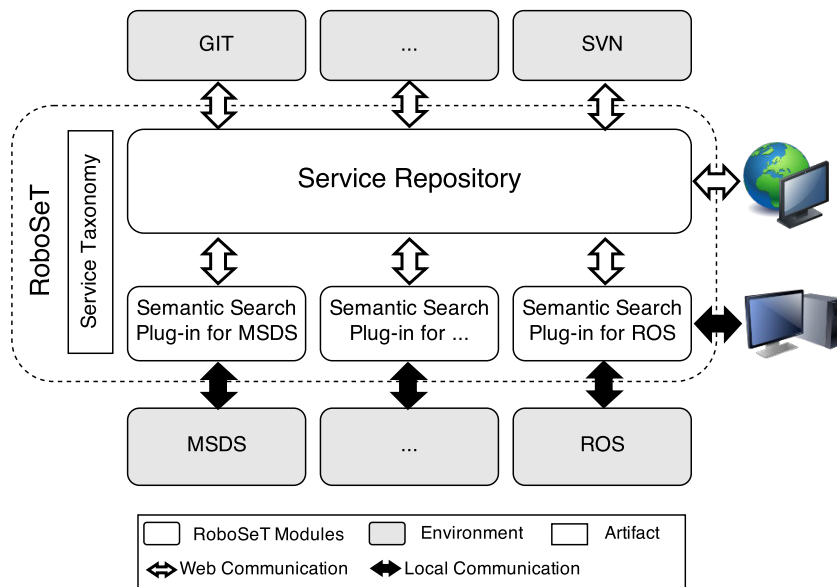 GIT
...
SVN
RoboSeT
Service Taxonomy
Service Repository
Semantic Search
Plug-in for MSDS
Semantic Search
Plug-in for ...
Semantic Search
Plug-in for ROS
MSDS
...
ROS
RoboSeT Modules
Environment
Artifact
Web Communication
Local Communication